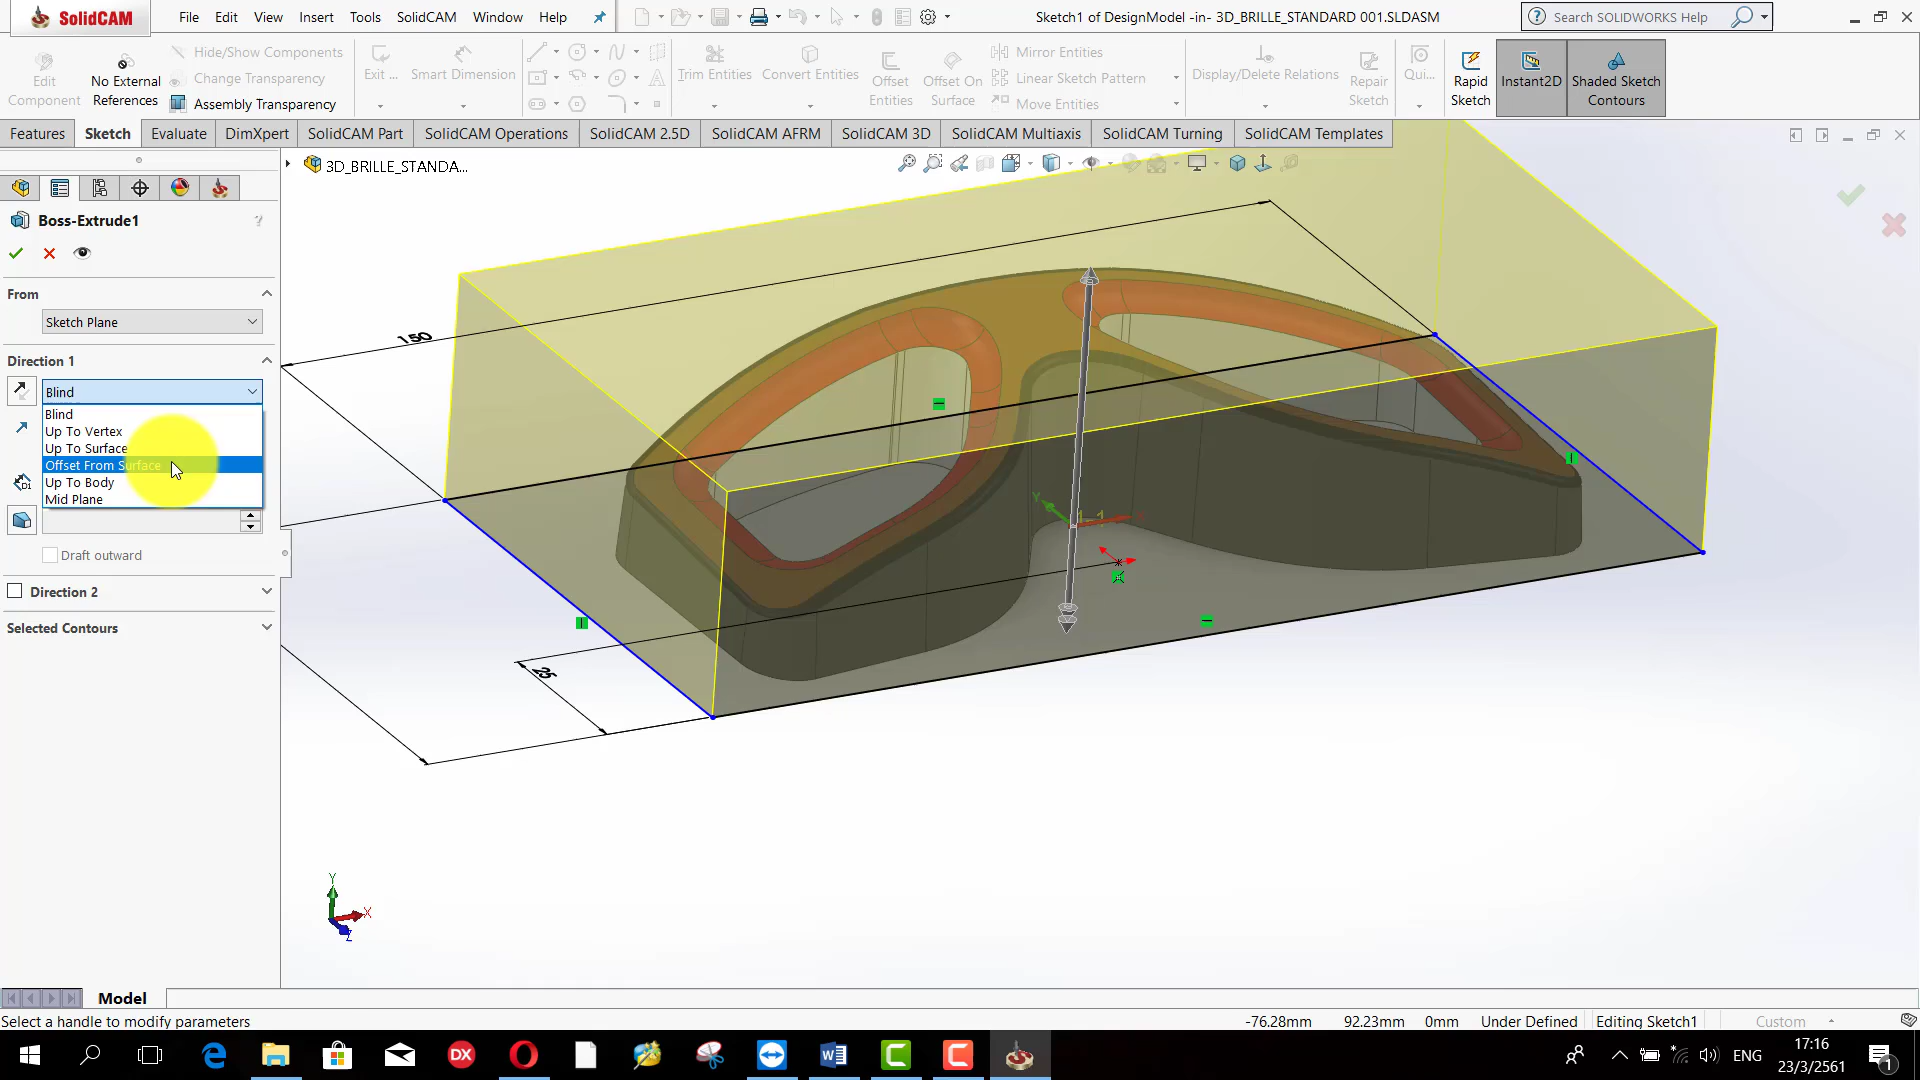 SolidCAM
File Edit View Insert Tools SolidCAM Window Help
Sketch1 of DesignModel -in- 3D_BRILLE_STANDARD 001.SLDASM
Search SOLIDWORKS Help
Edit Component
No External References
Hide/Show Components
Change Transparency
Assembly Transparency
Exit ...
Smart Dimension
Trim Entities
Convert Entities
Offset Entities
Offset On Surface
Mirror Entities
Linear Sketch Pattern
Move Entities
Display/Delete Relations
Repair Sketch
Qui...
Rapid Sketch
Instant2D
Shaded Sketch Contours
Features Sketch Evaluate DimXpert SolidCAM Part SolidCAM Operations SolidCAM 2.5D SolidCAM AFRM SolidCAM 3D SolidCAM Multiaxis SolidCAM Turning SolidCAM Templates
3D_BRILLE_STANDA...
Boss-Extrude1
?
From
Sketch Plane
Direction 1
Blind
Blind
Up To Vertex
Up To Surface
Offset From Surface
Up To Body
Mid Plane
Draft outward
Direction 2
Selected Contours
150
25
Y
X
Z
Model
Select a handle to modify parameters
-76.28mm 92.23mm 0mm Under Defined Editing Sketch1 Custom
DX
ENG
17:16
23/3/2561
1